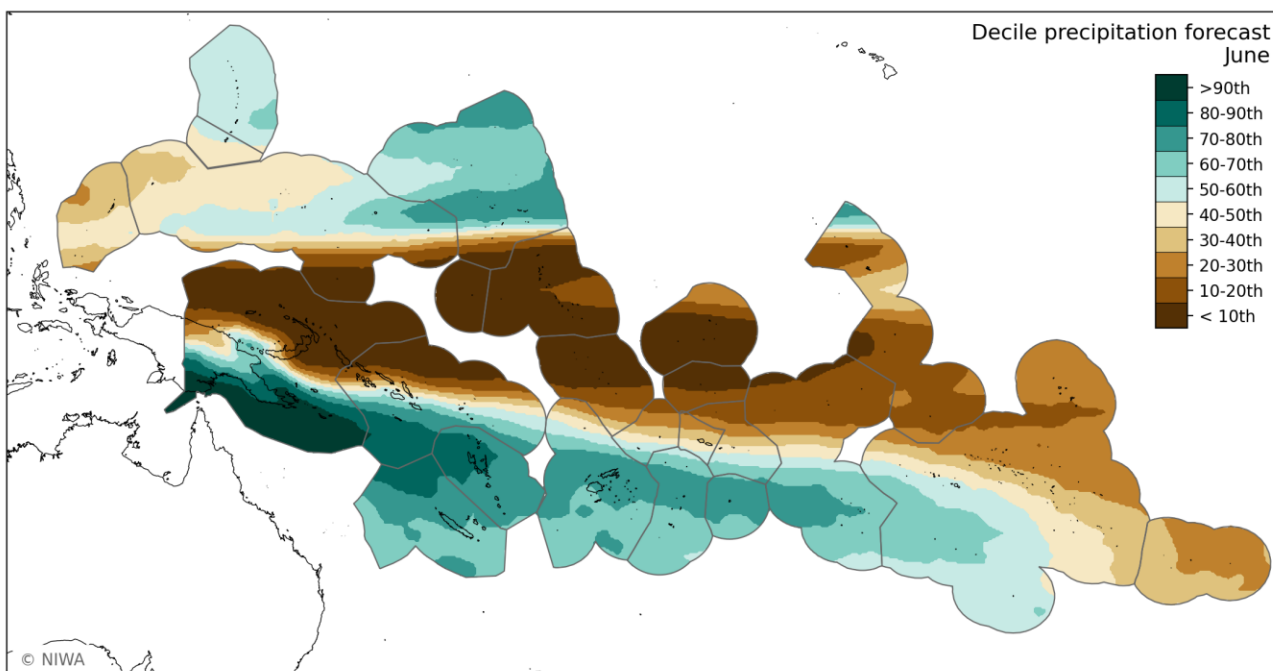 Decile precipitation forecast
June
>90th
80-90th
70-80th
60-70th
50-60th
40-50th
30-40th
20-30th
10-20th
< 10th
© NIWA